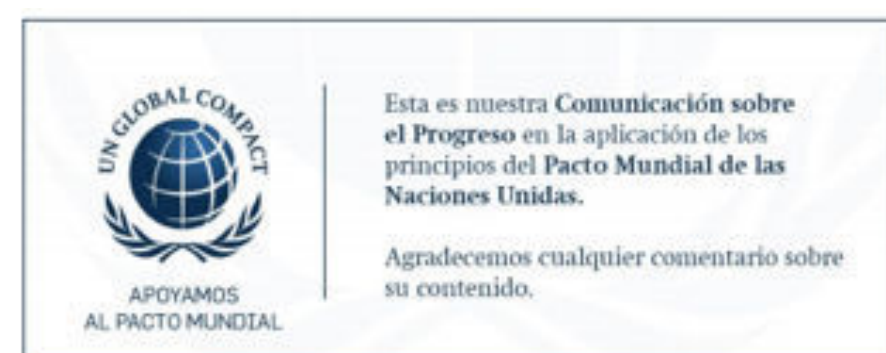 UN GLOBAL COMPACT
APOYAMOS
AL PACTO MUNDIAL
Esta es nuestra Comunicación sobre
el Progreso en la aplicación de los
principios del Pacto Mundial de las
Naciones Unidas.
Agradecemos cualquier comentario sobre
su contenido.